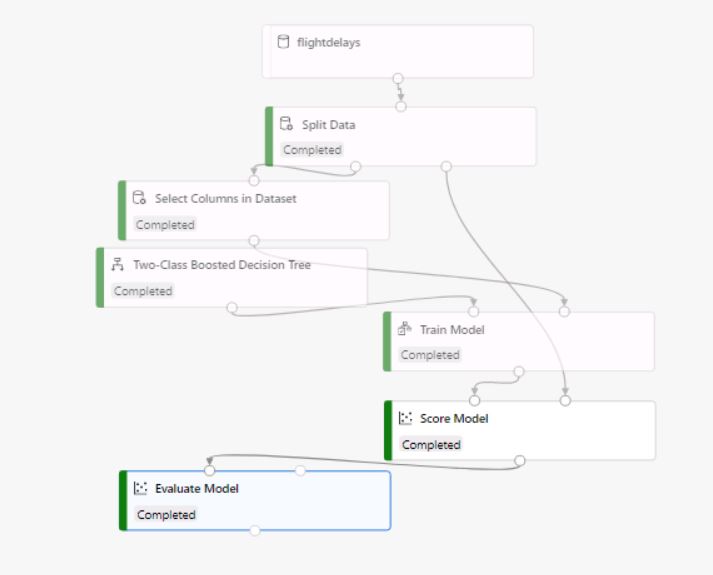 flightdelays
Split Data
Completed
Select Columns in Dataset
Completed
Two-Class Boosted Decision Tree
Completed
Train Model
Completed
Score Model
Completed
Evaluate Model
Completed